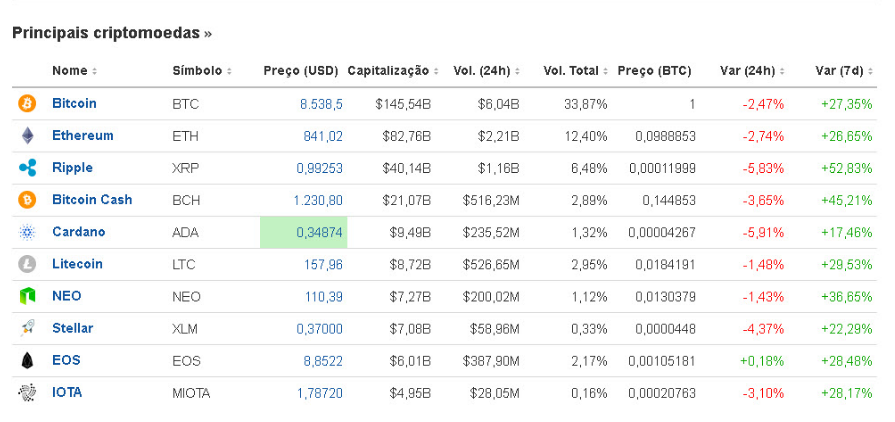 Principais criptomoedas »
Nome Símbolo Preço (USD) Capitalização Vol. (24h) Vol. Total Preço (BTC) Var (24h) Var (7d)
Bitcoin BTC 8.538,5 $145,54B $6,04B 33,87% 1 -2,47% +27,35%
Ethereum ETH 841,02 $82,76B $2,21B 12,40% 0,0988853 -2,74% +26,65%
Ripple XRP 0,99253 $40,14B $1,16B 6,48% 0,00011999 -5,83% +52,83%
Bitcoin Cash BCH 1.230,80 $21,07B $516,23M 2,89% 0,144853 -3,65% +45,21%
Cardano ADA 0,34874 $9,49B $235,52M 1,32% 0,00004267 -5,91% +17,46%
Litecoin LTC 157,96 $8,72B $526,65M 2,95% 0,0184191 -1,48% +29,53%
NEO NEO 110,39 $7,27B $200,02M 1,12% 0,0130379 -1,43% +36,65%
Stellar XLM 0,37000 $7,08B $58,96M 0,33% 0,0000448 -4,37% +22,29%
EOS EOS 8,8522 $6,01B $387,90M 2,17% 0,00105181 +0,18% +28,48%
IOTA MIOTA 1,78720 $4,95B $28,05M 0,16% 0,00020763 -3,10% +28,17%